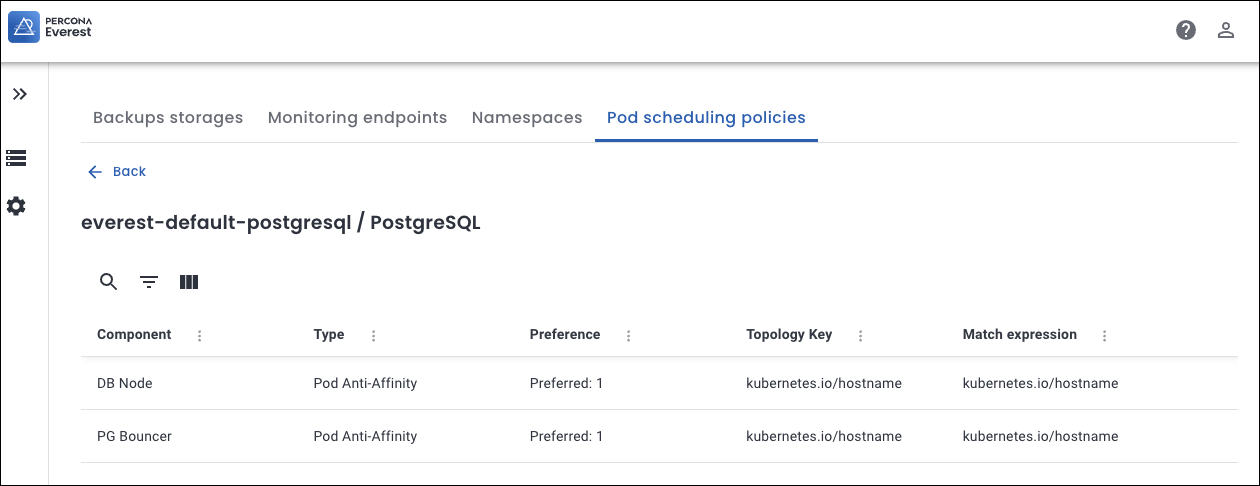 PERCONA
Everest
Backups storages Monitoring endpoints Namespaces Pod scheduling policies
Back
everest-default-postgresql / PostgreSQL
Component Type Preference Topology Key Match expression
DB Node Pod Anti-Affinity Preferred: 1 kubernetes.io/hostname kubernetes.io/hostname
PG Bouncer Pod Anti-Affinity Preferred: 1 kubernetes.io/hostname kubernetes.io/hostname